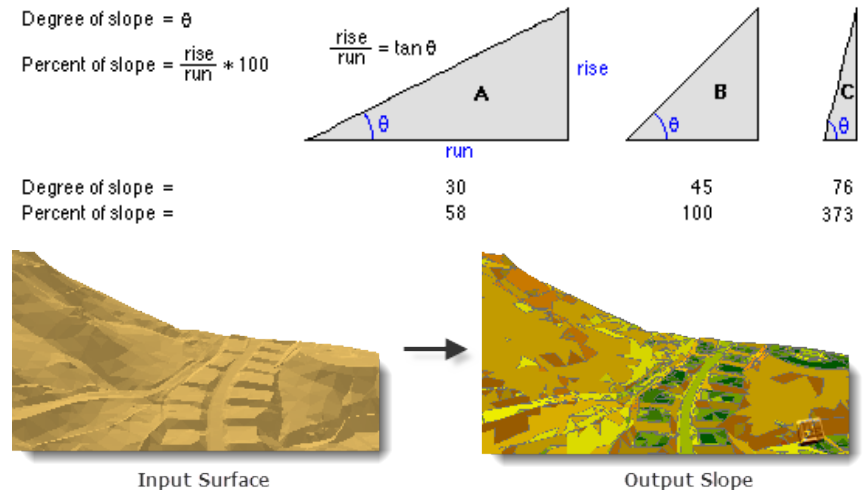 Degree of slope = θ
Percent of slope = rise/run * 100
rise/run = tan θ
A
θ
rise
run
B
θ
C
θ
Degree of slope = 30 45 76
Percent of slope = 58 100 373
Input Surface
Output Slope